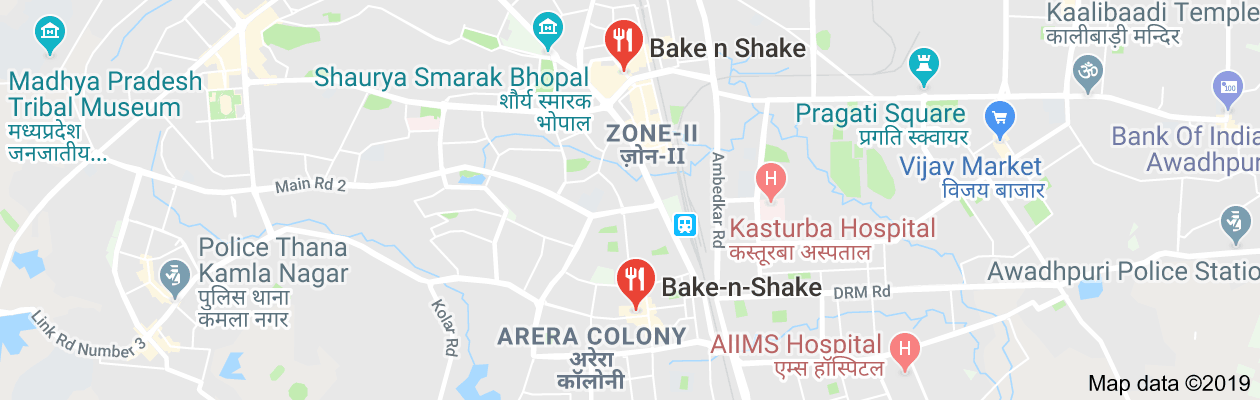 Kaalibaadi Temple
कालीबाड़ी मन्दिर
Bake n Shake
Madhya Pradesh
Tribal Museum
मध्यप्रदेश
जनजातीय...
Shaurya Smarak Bhopal
शौर्य स्मारक
भोपाल
Pragati Square
प्रगति स्क्वायर
ZONE-II
ज़ोन-II
Bank Of India
Awadhpur
Vijay Market
विजय बाजार
Main Rd 2
Ambedkar Rd
Kasturba Hospital
कस्तूरबा अस्पताल
Police Thana
Kamla Nagar
पुलिस थाना
कमला नगर
Awadhpuri Police Statio
Bake-n-Shake
DRM Rd
Kolar Rd
Link Rd Number 3
ARERA COLONY
अरेरा
कॉलोनी
AIIMS Hospital
एम्स हॉस्पिटल
H
H
100
Map data ©2019